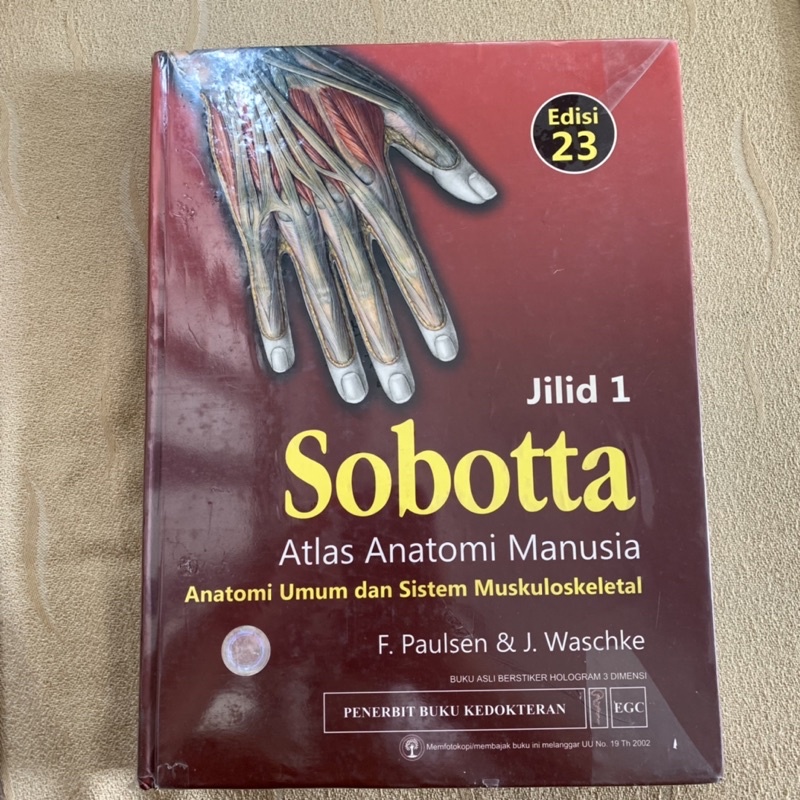 Edisi
23
Jilid 1
Sobotta
Atlas Anatomi Manusia
Anatomi Umum dan Sistem Muskuloskeletal
F. Paulsen & J. Waschke
BUKU ASLI BERSTIKER HOLOGRAM 3 DIMENSI
PENERBIT BUKU KEDOKTERAN EGC
Memfotokopi/membajak buku ini melanggar UU No. 19 Th 2002